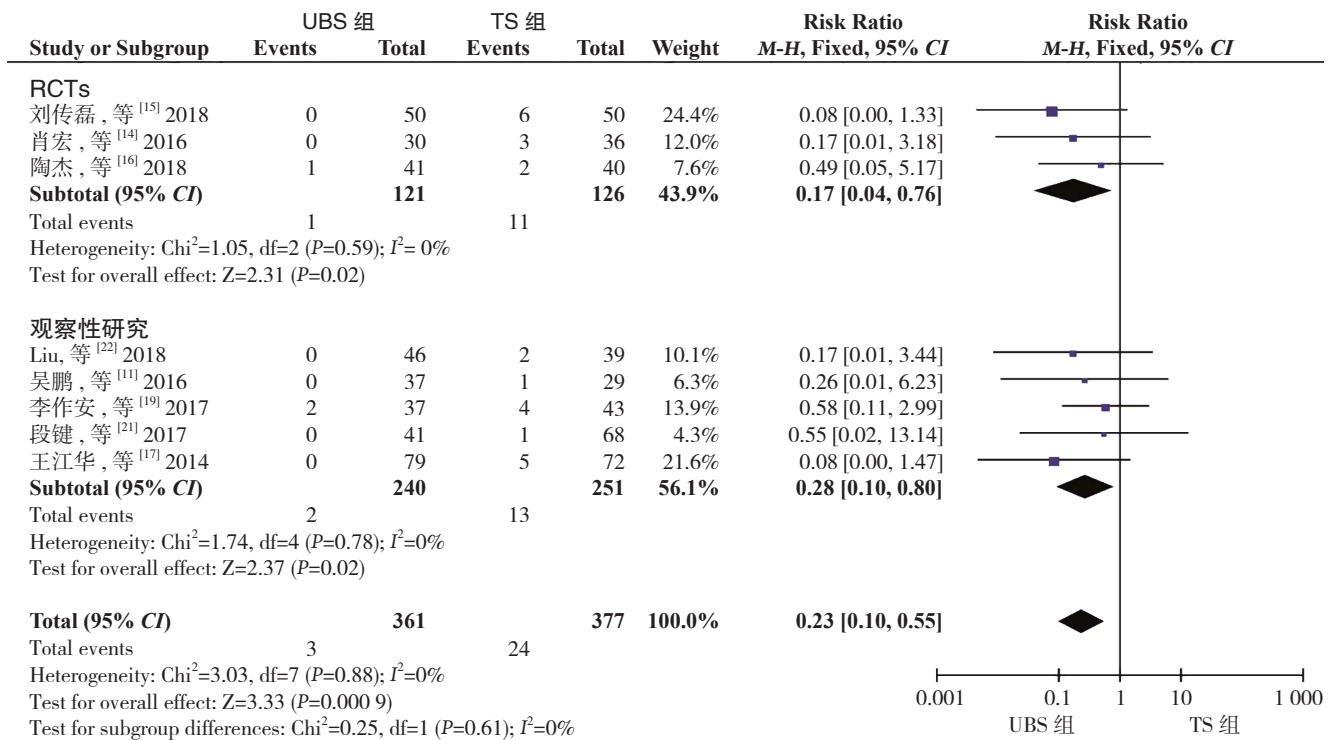 UBS 组 TS 组 Risk Ratio Risk Ratio
Study or Subgroup Events Total Events Total Weight M-H, Fixed, 95% CI M-H, Fixed, 95% CI
RCTs
刘传磊 , 等 [15] 2018 0 50 6 50 24.4% 0.08 [0.00, 1.33]
肖宏 , 等 [14] 2016 0 30 3 36 12.0% 0.17 [0.01, 3.18]
陶杰 , 等 [16] 2018 1 41 2 40 7.6% 0.49 [0.05, 5.17]
Subtotal (95% CI) 121 126 43.9% 0.17 [0.04, 0.76]
Total events 1 11
Heterogeneity: Chi²=1.05, df=2 (P=0.59); I²= 0%
Test for overall effect: Z=2.31 (P=0.02)
观察性研究
Liu, 等 [22] 2018 0 46 2 39 10.1% 0.17 [0.01, 3.44]
吴鹏 , 等 [11] 2016 0 37 1 29 6.3% 0.26 [0.01, 6.23]
李作安 , 等 [19] 2017 2 37 4 43 13.9% 0.58 [0.11, 2.99]
段键 , 等 [21] 2017 0 41 1 68 4.3% 0.55 [0.02, 13.14]
王江华 , 等 [17] 2014 0 79 5 72 21.6% 0.08 [0.00, 1.47]
Subtotal (95% CI) 240 251 56.1% 0.28 [0.10, 0.80]
Total events 2 13
Heterogeneity: Chi²=1.74, df=4 (P=0.78); I²=0%
Test for overall effect: Z=2.37 (P=0.02)
Total (95% CI) 361 377 100.0% 0.23 [0.10, 0.55]
Total events 3 24
Heterogeneity: Chi²=3.03, df=7 (P=0.88); I²=0%
Test for overall effect: Z=3.33 (P=0.000 9)
Test for subgroup differences: Chi²=0.25, df=1 (P=0.61); I²=0%
0.001 0.1 1 10 1 000
UBS 组 TS 组